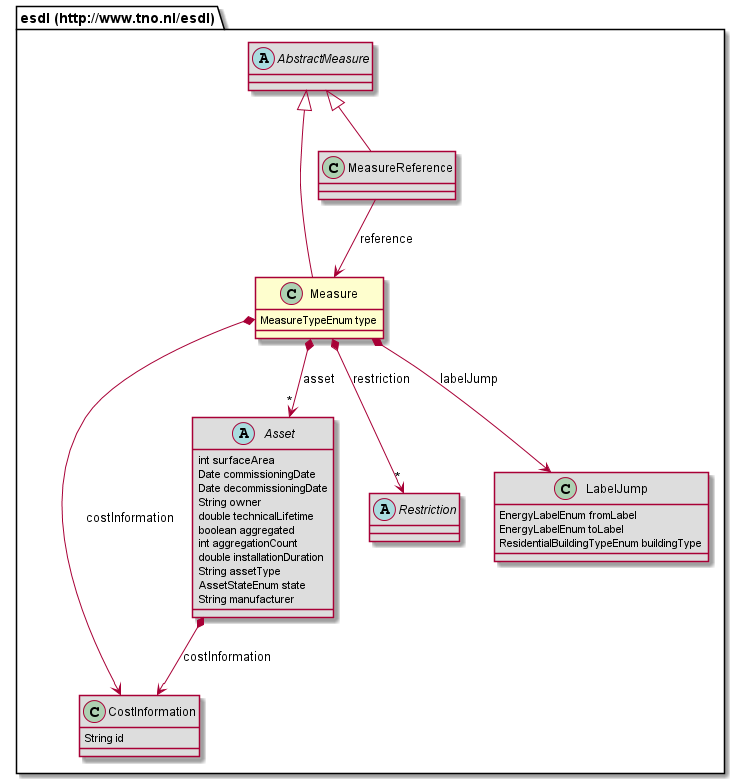 esdl (http://www.tno.nl/esdl)
A AbstractMeasure
C MeasureReference
reference
C Measure
MeasureTypeEnum type
asset
restriction
labelJump
*
*
costInformation
A Asset
int surfaceArea
Date commissioningDate
Date decommissioningDate
String owner
double technicalLifetime
boolean aggregated
int aggregationCount
double installationDuration
String assetType
AssetStateEnum state
String manufacturer
A Restriction
C LabelJump
EnergyLabelEnum fromLabel
EnergyLabelEnum toLabel
ResidentialBuildingTypeEnum buildingType
costInformation
C CostInformation
String id